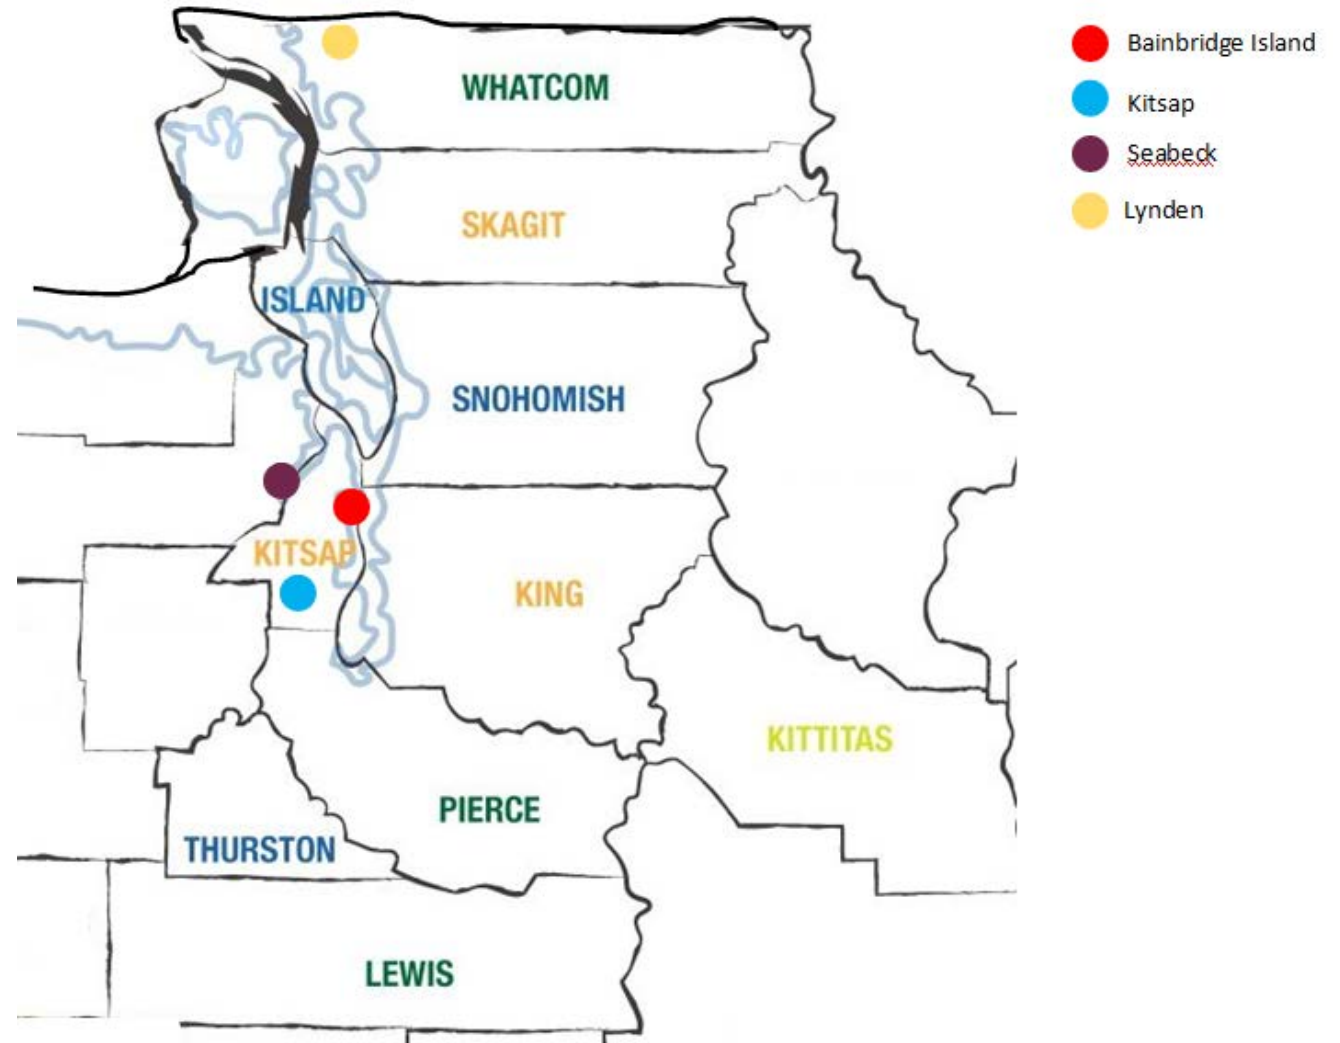 Bainbridge Island
Kitsap
Seabeck
Lynden
WHATCOM
SKAGIT
ISLAND
SNOHOMISH
KITSAP
KING
KITTITAS
PIERCE
THURSTON
LEWIS